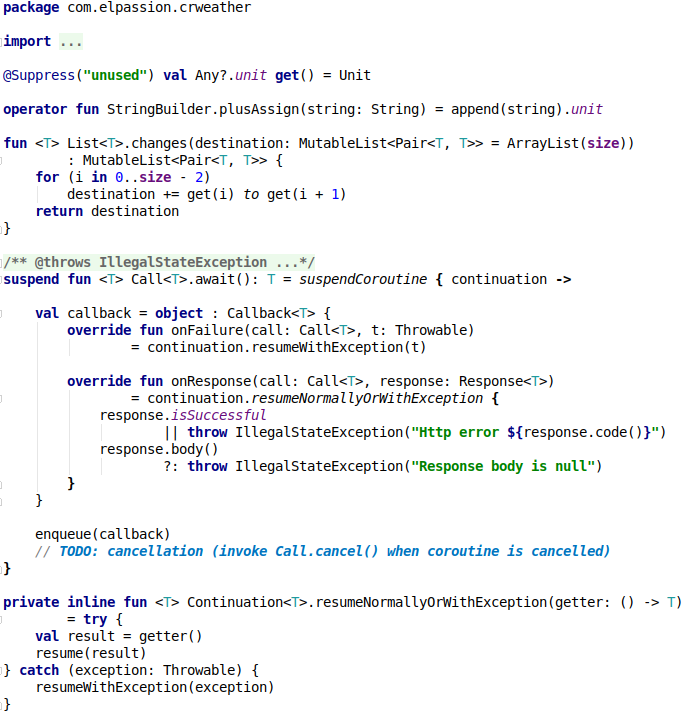 package com.elpassion.crweather
import ...
@Suppress("unused") val Any?.unit get() = Unit
operator fun StringBuilder.plusAssign(string: String) = append(string).unit
fun <T> List<T>.changes(destination: MutableList<Pair<T, T>> = ArrayList(size))
        : MutableList<Pair<T, T>> {
    for (i in 0..size - 2)
        destination += get(i) to get(i + 1)
    return destination
}
/** @throws IllegalStateException ...*/
suspend fun <T> Call<T>.await(): T = suspendCoroutine { continuation ->
    val callback = object : Callback<T> {
        override fun onFailure(call: Call<T>, t: Throwable)
                = continuation.resumeWithException(t)
        override fun onResponse(call: Call<T>, response: Response<T>)
                = continuation.resumeNormallyOrWithException {
            response.isSuccessful
                    || throw IllegalStateException("Http error ${response.code()}")
            response.body()
                    ?: throw IllegalStateException("Response body is null")
        }
    }
    enqueue(callback)
    // TODO: cancellation (invoke Call.cancel() when coroutine is cancelled)
}
private inline fun <T> Continuation<T>.resumeNormallyOrWithException(getter: () -> T)
        = try {
    val result = getter()
    resume(result)
} catch (exception: Throwable) {
    resumeWithException(exception)
}